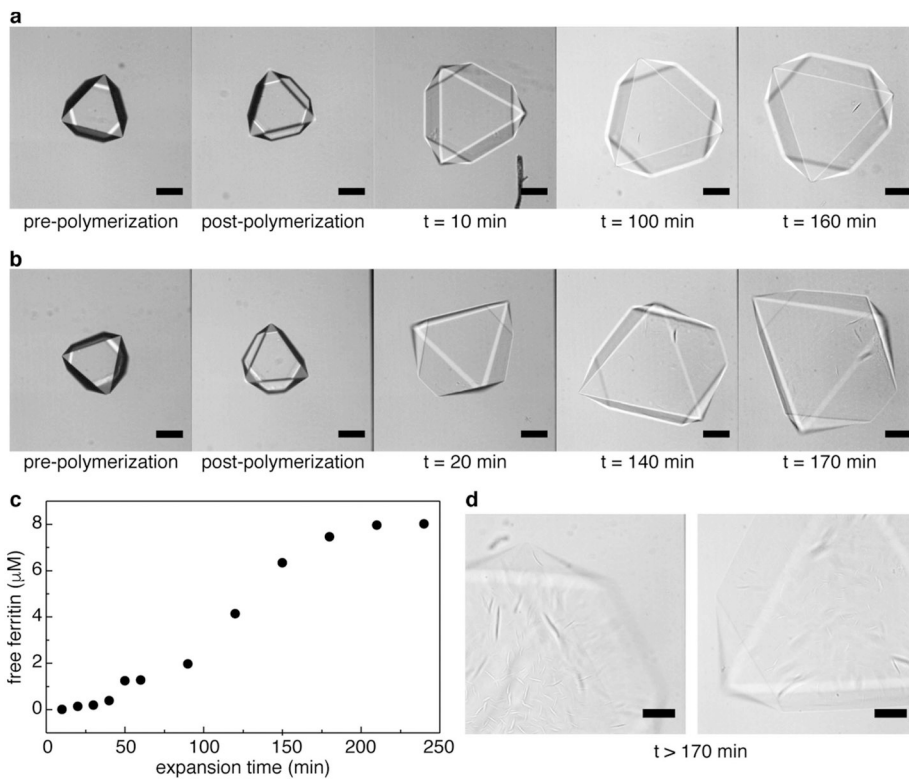 a
pre-polymerization post-polymerization t = 10 min t = 100 min t = 160 min
b
pre-polymerization post-polymerization t = 20 min t = 140 min t = 170 min
c
free ferritin (µM)
8
6
4
2
0
0 50 100 150 200 250
expansion time (min)
d
t > 170 min